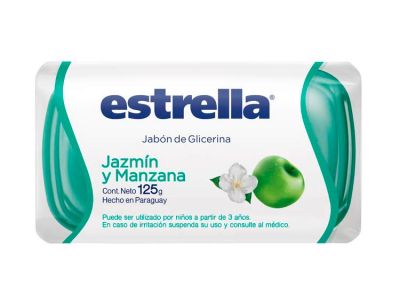 estrella®
Jabón de Glicerina
Jazmín
y Manzana
Cont. Neto 125g
Hecho en Paraguay
Puede ser utilizado por niños a partir de 3 años.
En caso de irritación suspenda su uso y consulte al médico.